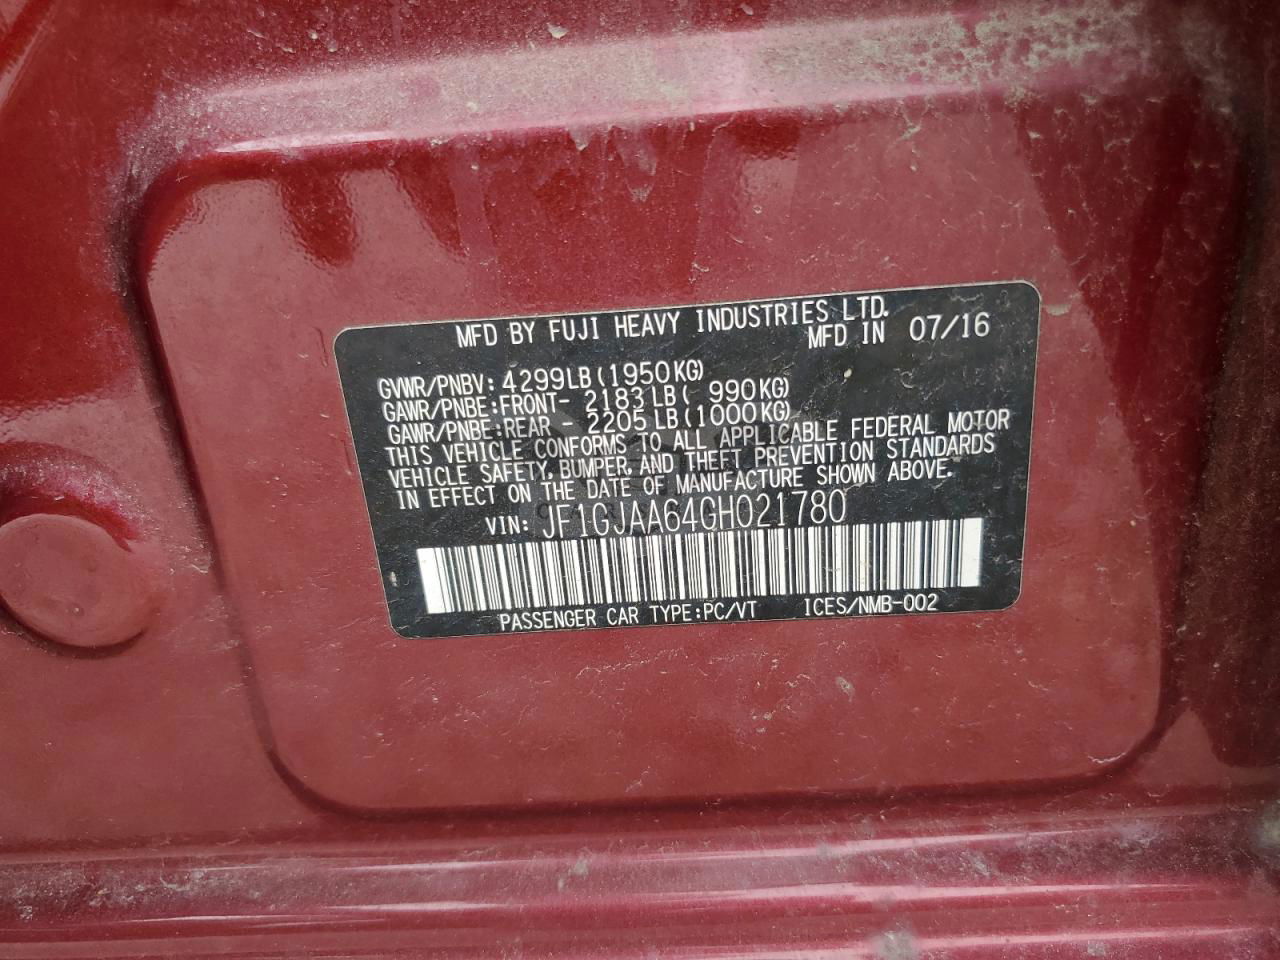 MFD BY FUJI HEAVY INDUSTRIES LTD.
MFD IN 07/16
GVWR/PNBV: 4299LB (1950KG)
GAWR/PNBE:FRONT- 2183LB ( 990KG)
GAWR/PNBE:REAR - 2205LB (1000KG)
THIS VEHICLE CONFORMS TO ALL APPLICABLE FEDERAL MOTOR
VEHICLE SAFETY, BUMPER, AND THEFT PREVENTION STANDARDS
IN EFFECT ON THE DATE OF MANUFACTURE SHOWN ABOVE.
VIN: JF1GJAA64GH021780
PASSENGER CAR TYPE:PC/VT ICES/NMB-002